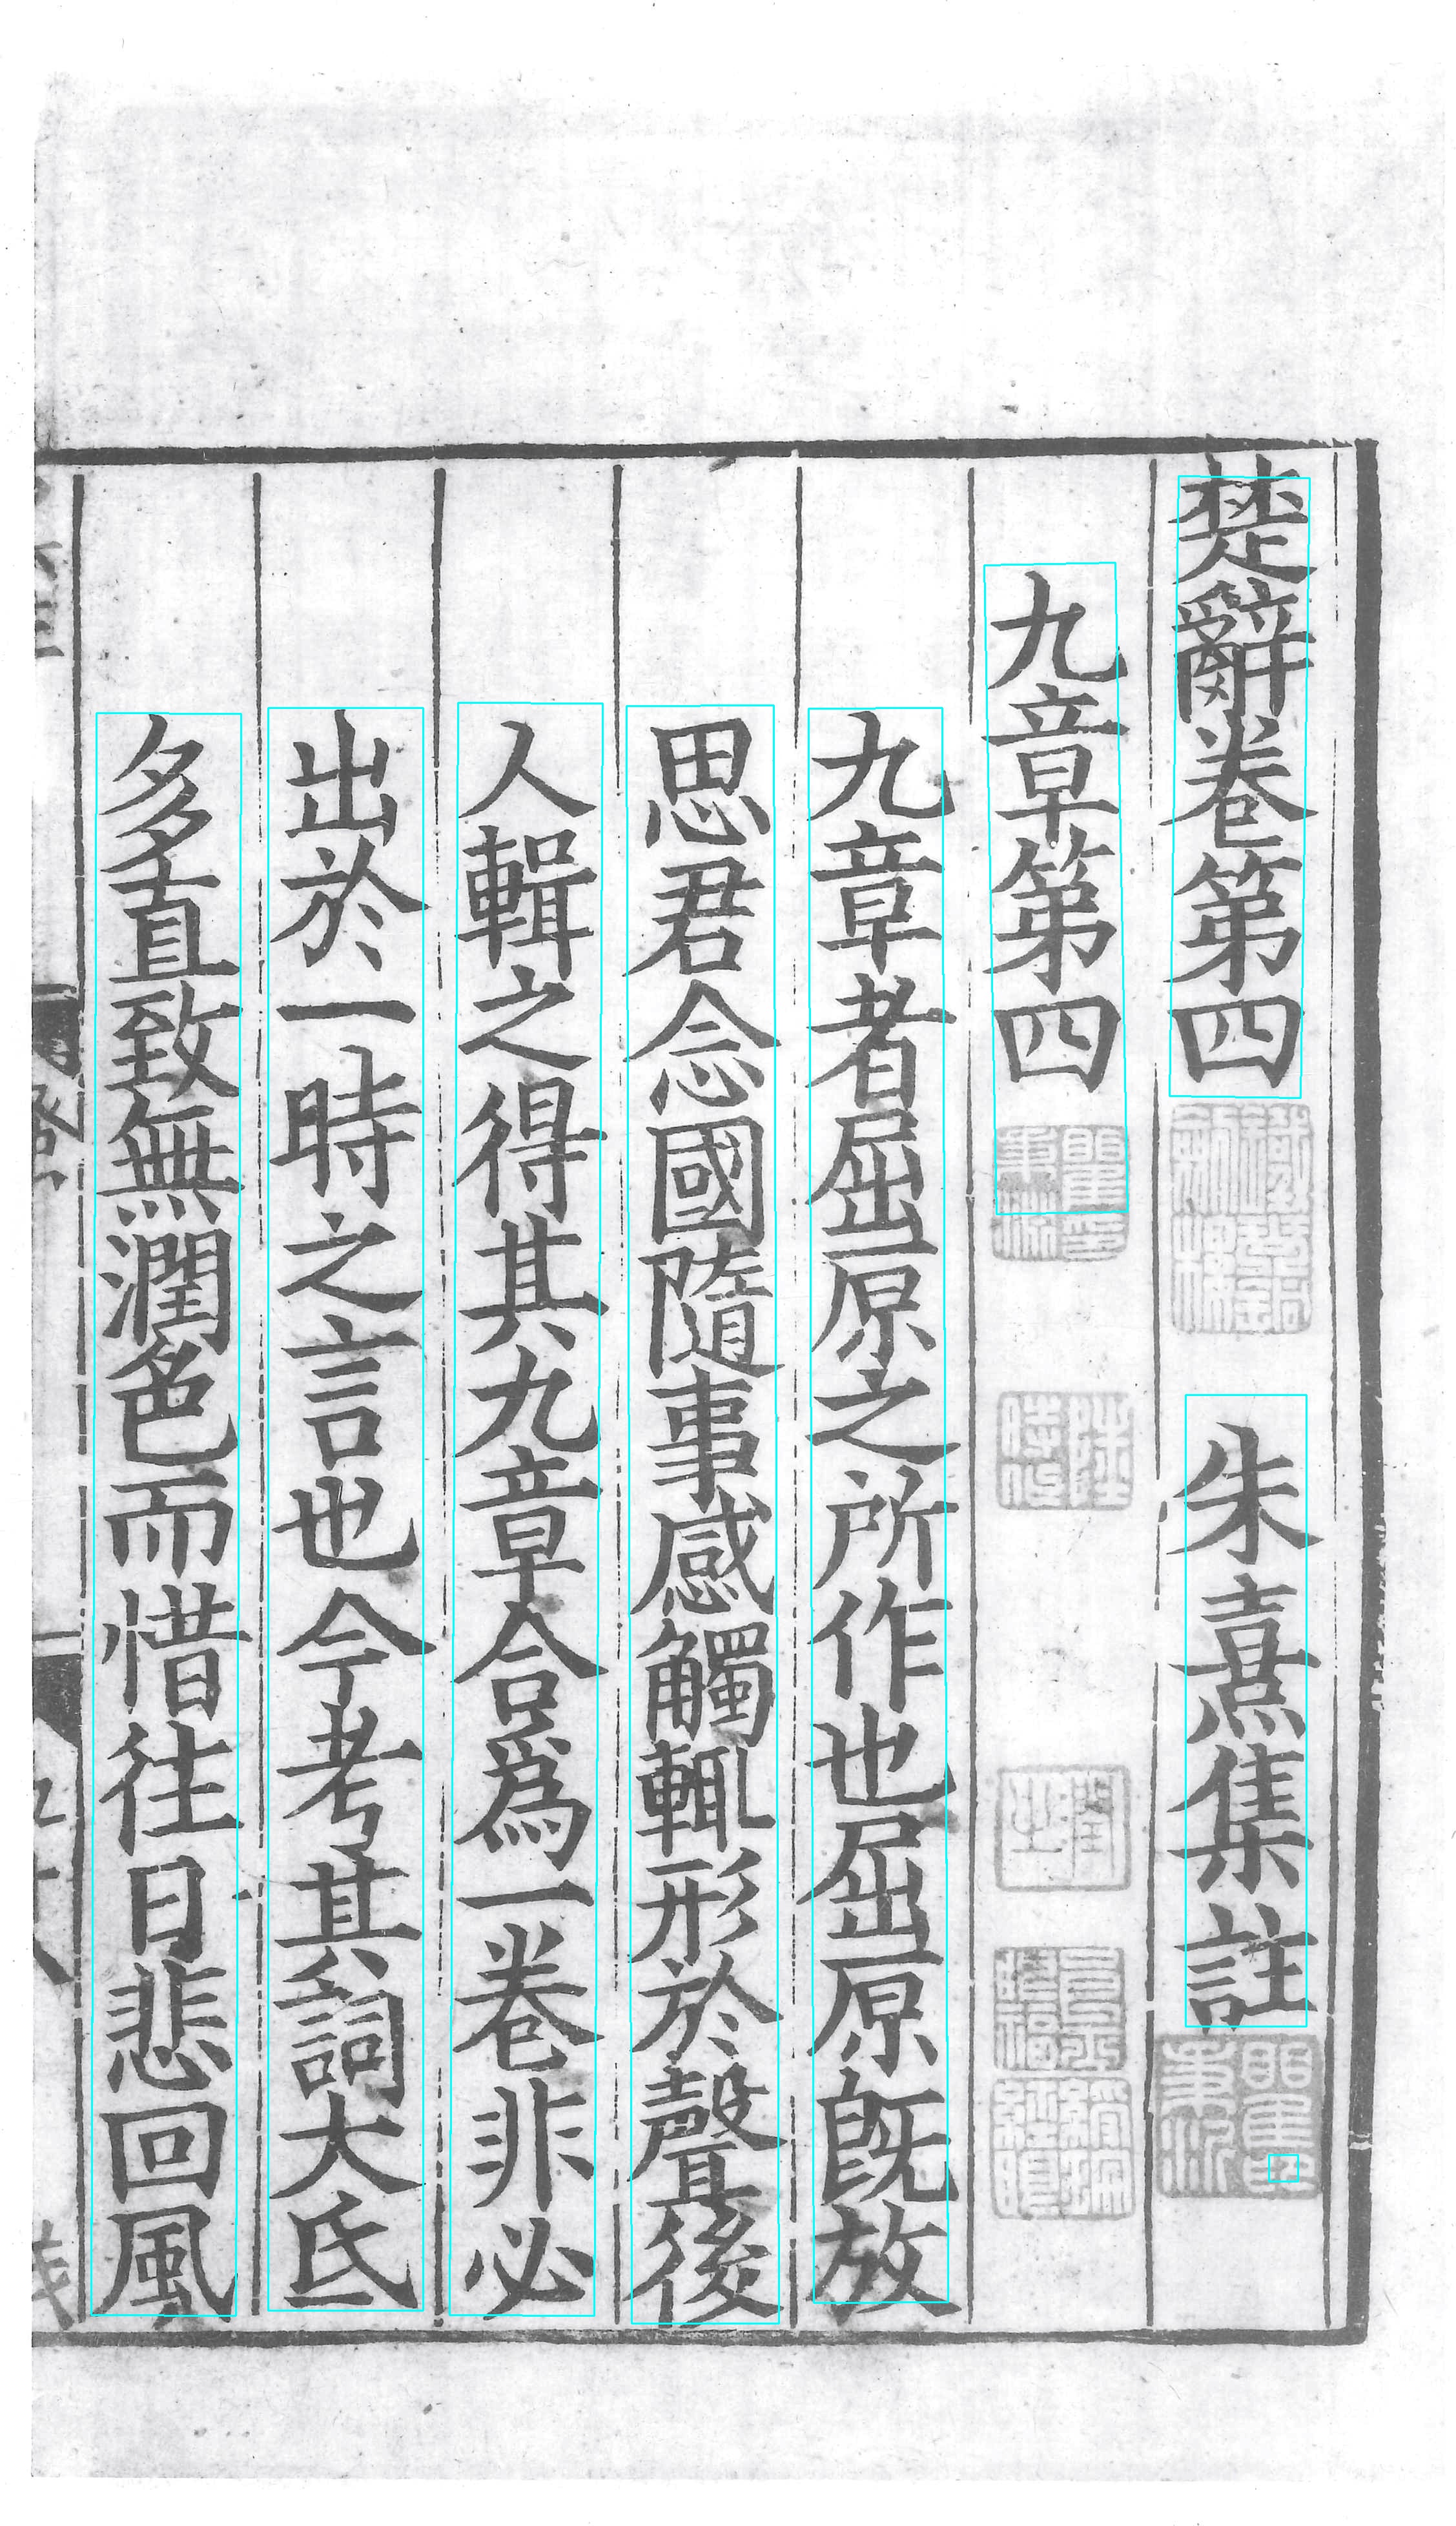 楚辭卷第四
朱熹集註
九章第四
九章者屈原之所作也屈原旣放
思君念國隨事感觸輒形於聲後
人輯之得其九章合爲一卷非必
出於一時之言也今考其詞大氐
多直致無潤色而惜往日悲回風